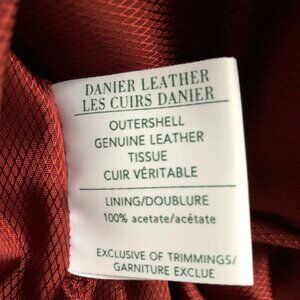 DANIER LEATHER
LES CUIRS DANIER
OUTERSHELL
GENUINE LEATHER
TISSUE
CUIR VÉRITABLE
LINING/DOUBLURE
100% acetate/acétate
EXCLUSIVE OF TRIMMINGS/
GARNITURE EXCLUE